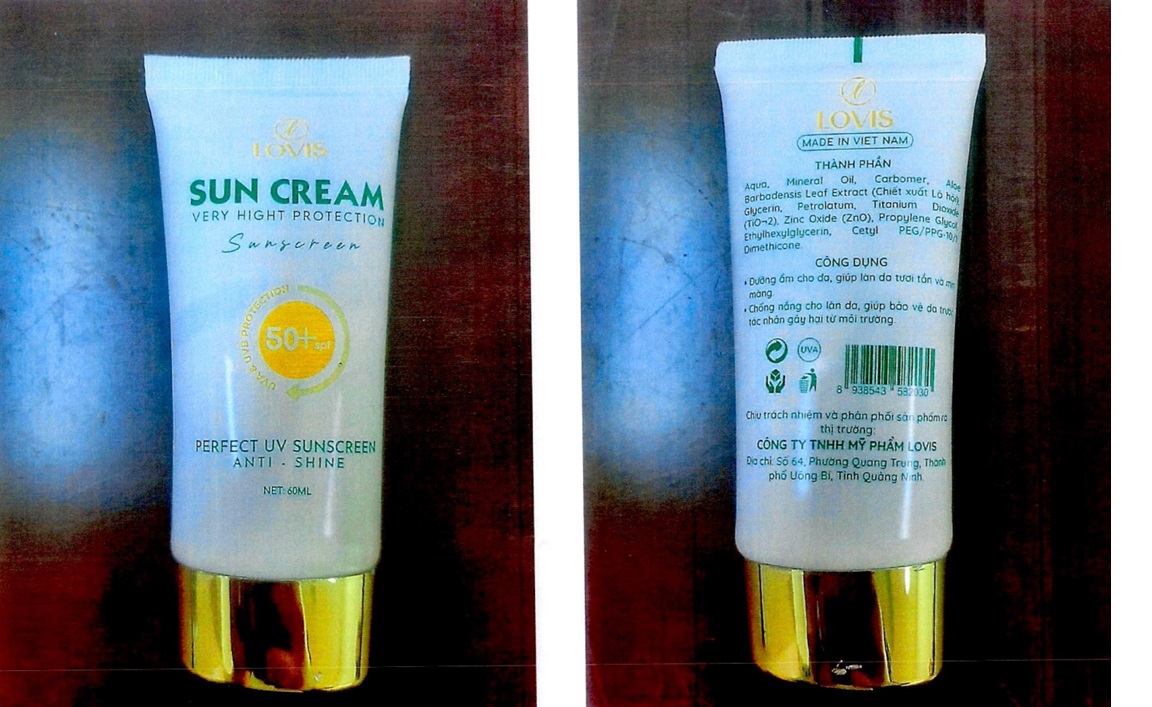 LOVIS
SUN CREAM
VERY HIGHT PROTECTION
Sunscreen
UVA & UVB PROTECTION
50+ spf
PERFECT UV SUNSCREEN
ANTI - SHINE
NET: 60ML
LOVIS
MADE IN VIET NAM
THÀNH PHẦN
Aqua, Mineral Oil, Carbomer, Aloe
Barbadensis Leaf Extract (Chiết xuất Lô hội),
Glycerin, Petrolatum, Titanium Dioxide
(TiO¬2), Zinc Oxide (ZnO), Propylene Glycol,
Ethylhexylglycerin, Cetyl PEG/PPG-10/1
Dimethicone.
CÔNG DỤNG
• Dưỡng ẩm cho da, giúp làn da tươi tắn và mịn
màng.
• Chống nắng cho làn da, giúp bảo vệ da trước
tác nhân gây hại từ môi trường.
UVA
8 938543 582030
Chịu trách nhiệm và phân phối sản phẩm ra
thị trường:
CÔNG TY TNHH MỸ PHẨM LOVIS
Địa chỉ: Số 64, Phường Quang Trung, Thành
phố Uông Bí, Tỉnh Quảng Ninh.